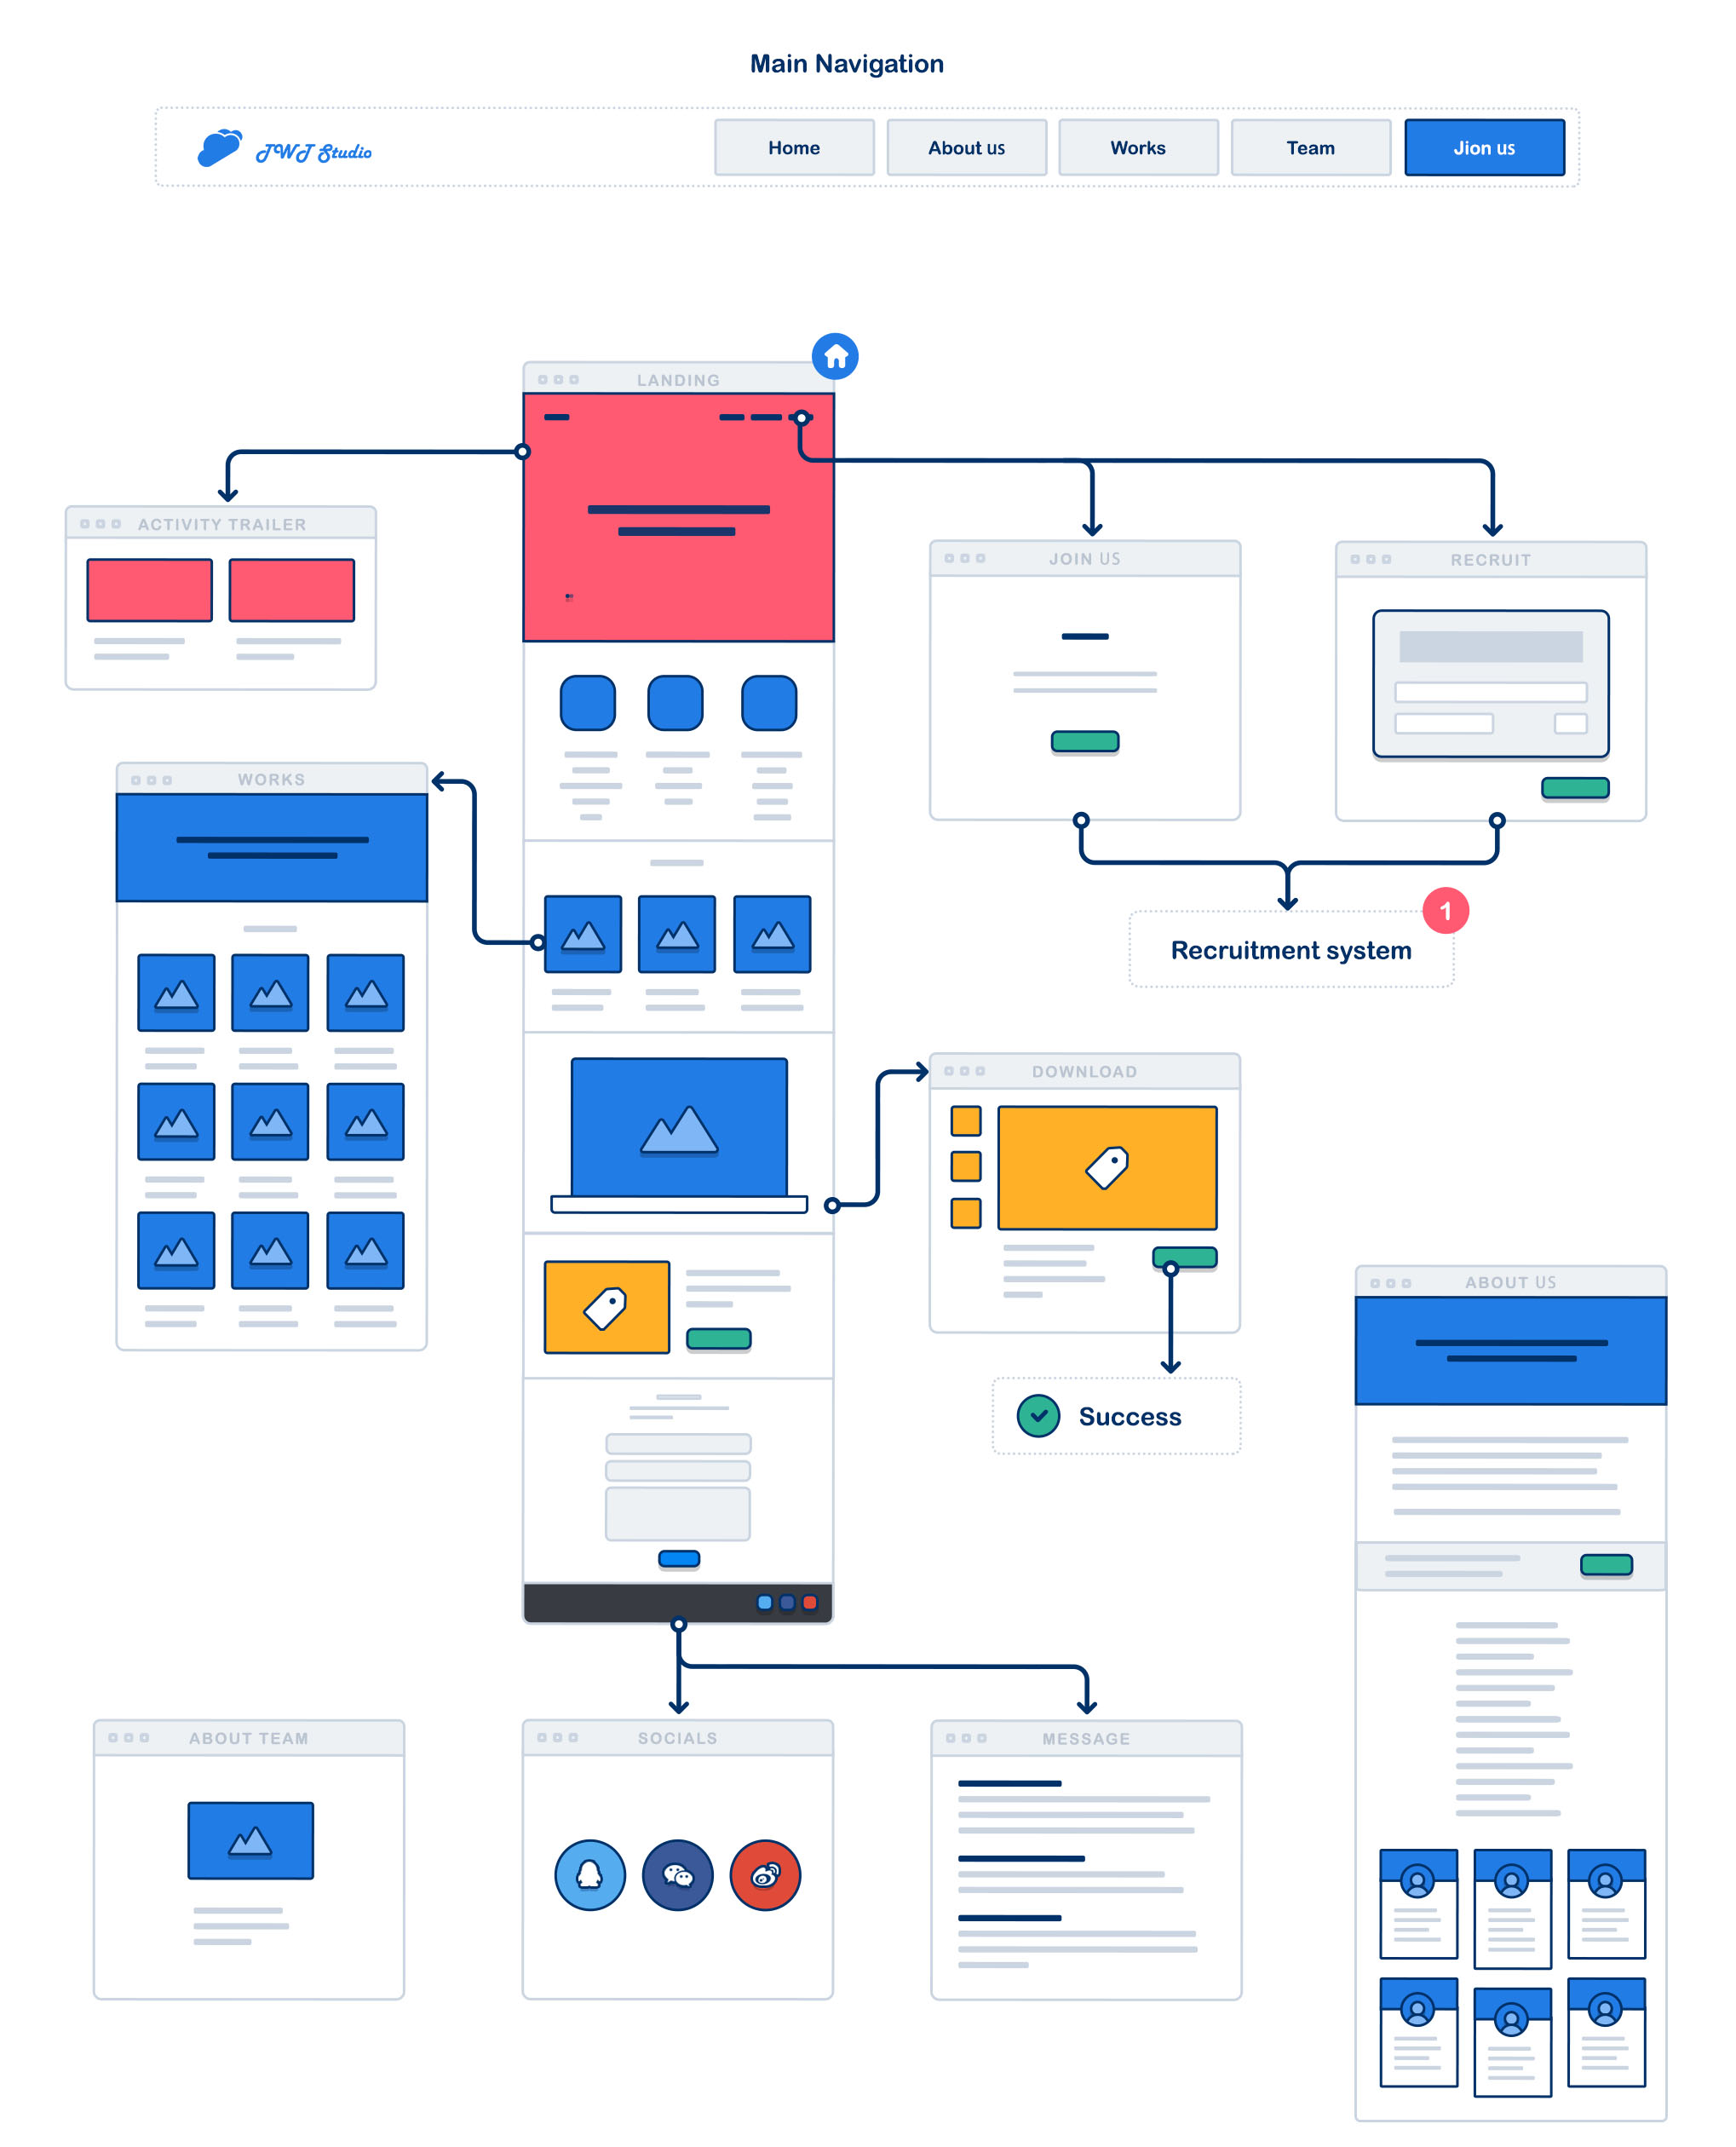 Main Navigation
JWJ Studio
Home
About us
Works
Team
Jion us
LANDING
ACTIVITY TRAILER
JOIN US
RECRUIT
WORKS
1
Recruitment system
DOWNLOAD
ABOUT US
Success
ABOUT TEAM
SOCIALS
MESSAGE